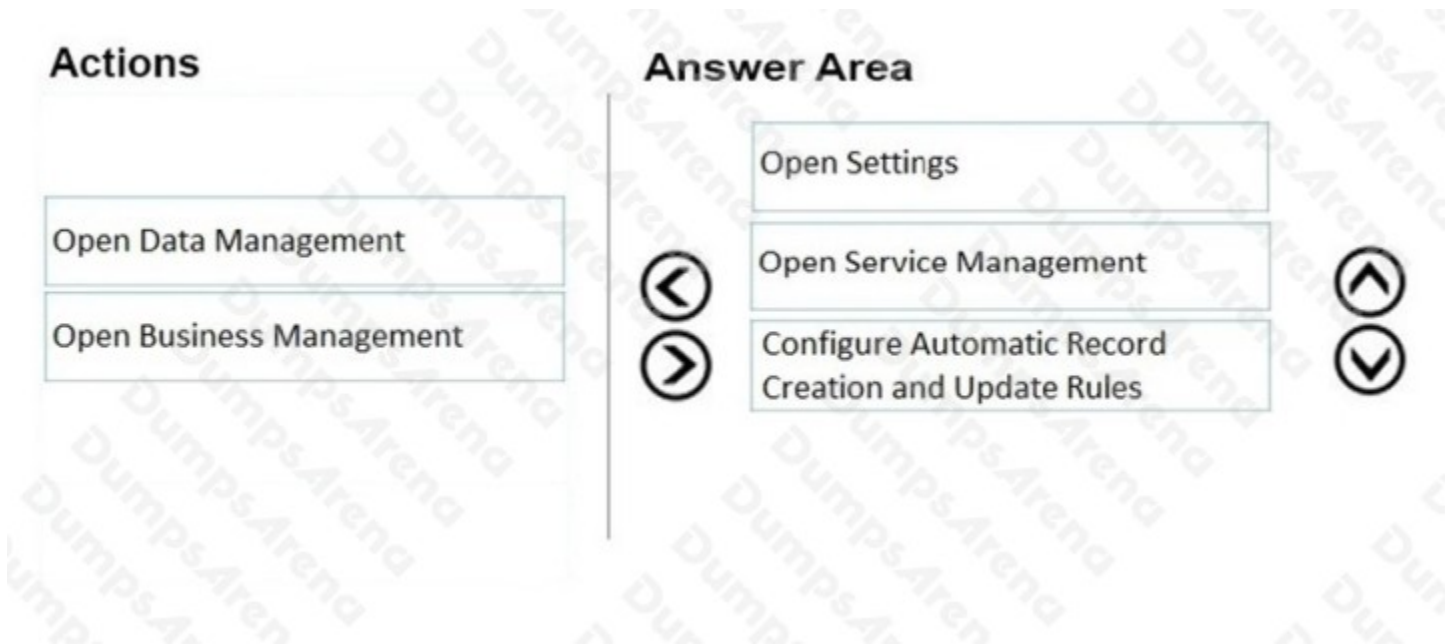 Actions
Answer Area
Open Settings
Open Data Management
Open Service Management
Open Business Management
Configure Automatic Record
Creation and Update Rules
DumpsArena